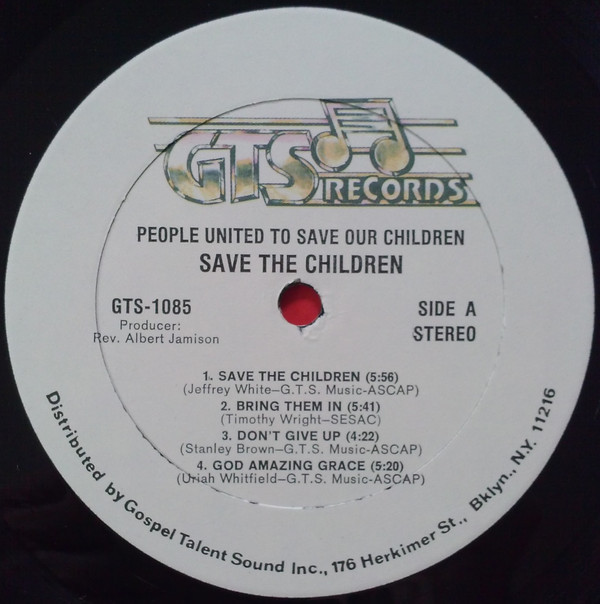 GTS RECORDS
PEOPLE UNITED TO SAVE OUR CHILDREN
SAVE THE CHILDREN
GTS-1085
Producer:
Rev. Albert Jamison
SIDE A
STEREO
1. SAVE THE CHILDREN (5:56)
(Jeffrey White–G.T.S. Music-ASCAP)
2. BRING THEM IN (5:41)
(Timothy Wright–SESAC)
3. DON'T GIVE UP (4:22)
(Stanley Brown–G.T.S. Music-ASCAP)
4. GOD AMAZING GRACE (5:20)
(Uriah Whitfield–G.T.S. Music-ASCAP)
Distributed by Gospel Talent Sound Inc., 176 Herkimer St., Bklyn., N.Y. 11216